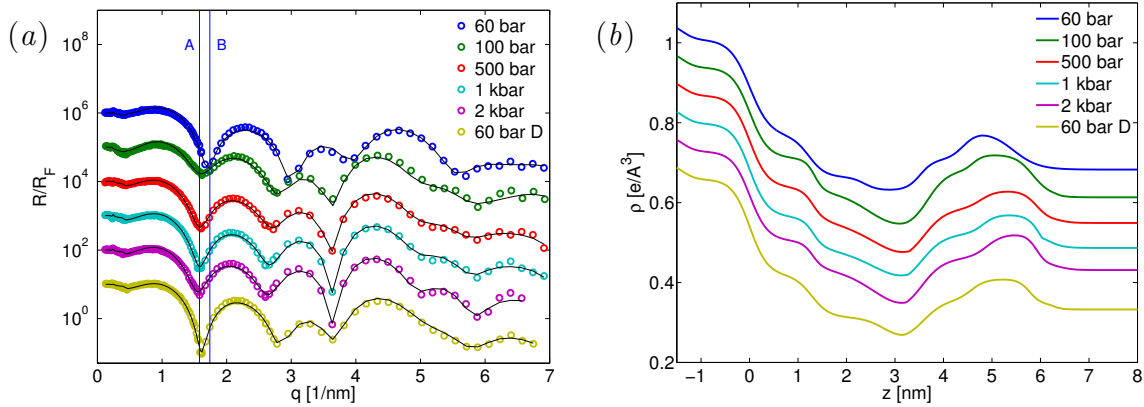 (a)
R/R_F
10^8
10^6
10^4
10^2
10^0
A
B
60 bar
100 bar
500 bar
1 kbar
2 kbar
60 bar D
0
1
2
3
4
5
6
7
q [1/nm]
(b)
ρ [e/A^3]
1
0.8
0.6
0.4
0.2
60 bar
100 bar
500 bar
1 kbar
2 kbar
60 bar D
−1
0
1
2
3
4
5
6
7
8
z [nm]